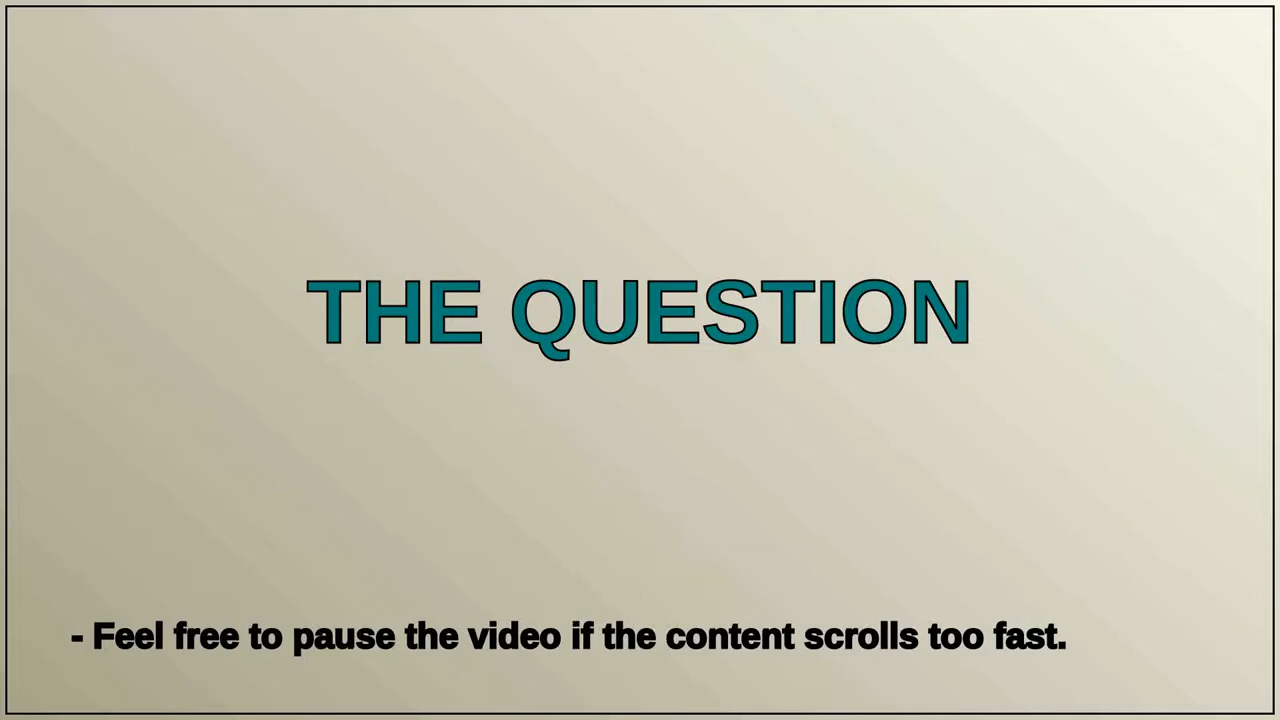 THE QUESTION
- Feel free to pause the video if the content scrolls too fast.